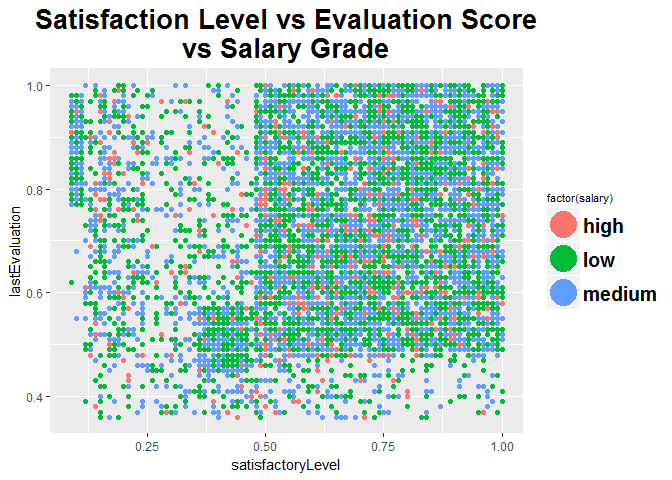 Satisfaction Level vs Evaluation Score
vs Salary Grade
1.0
0.8
0.6
0.4
lastEvaluation
0.25
0.50
0.75
1.00
satisfactoryLevel
factor(salary)
high
low
medium